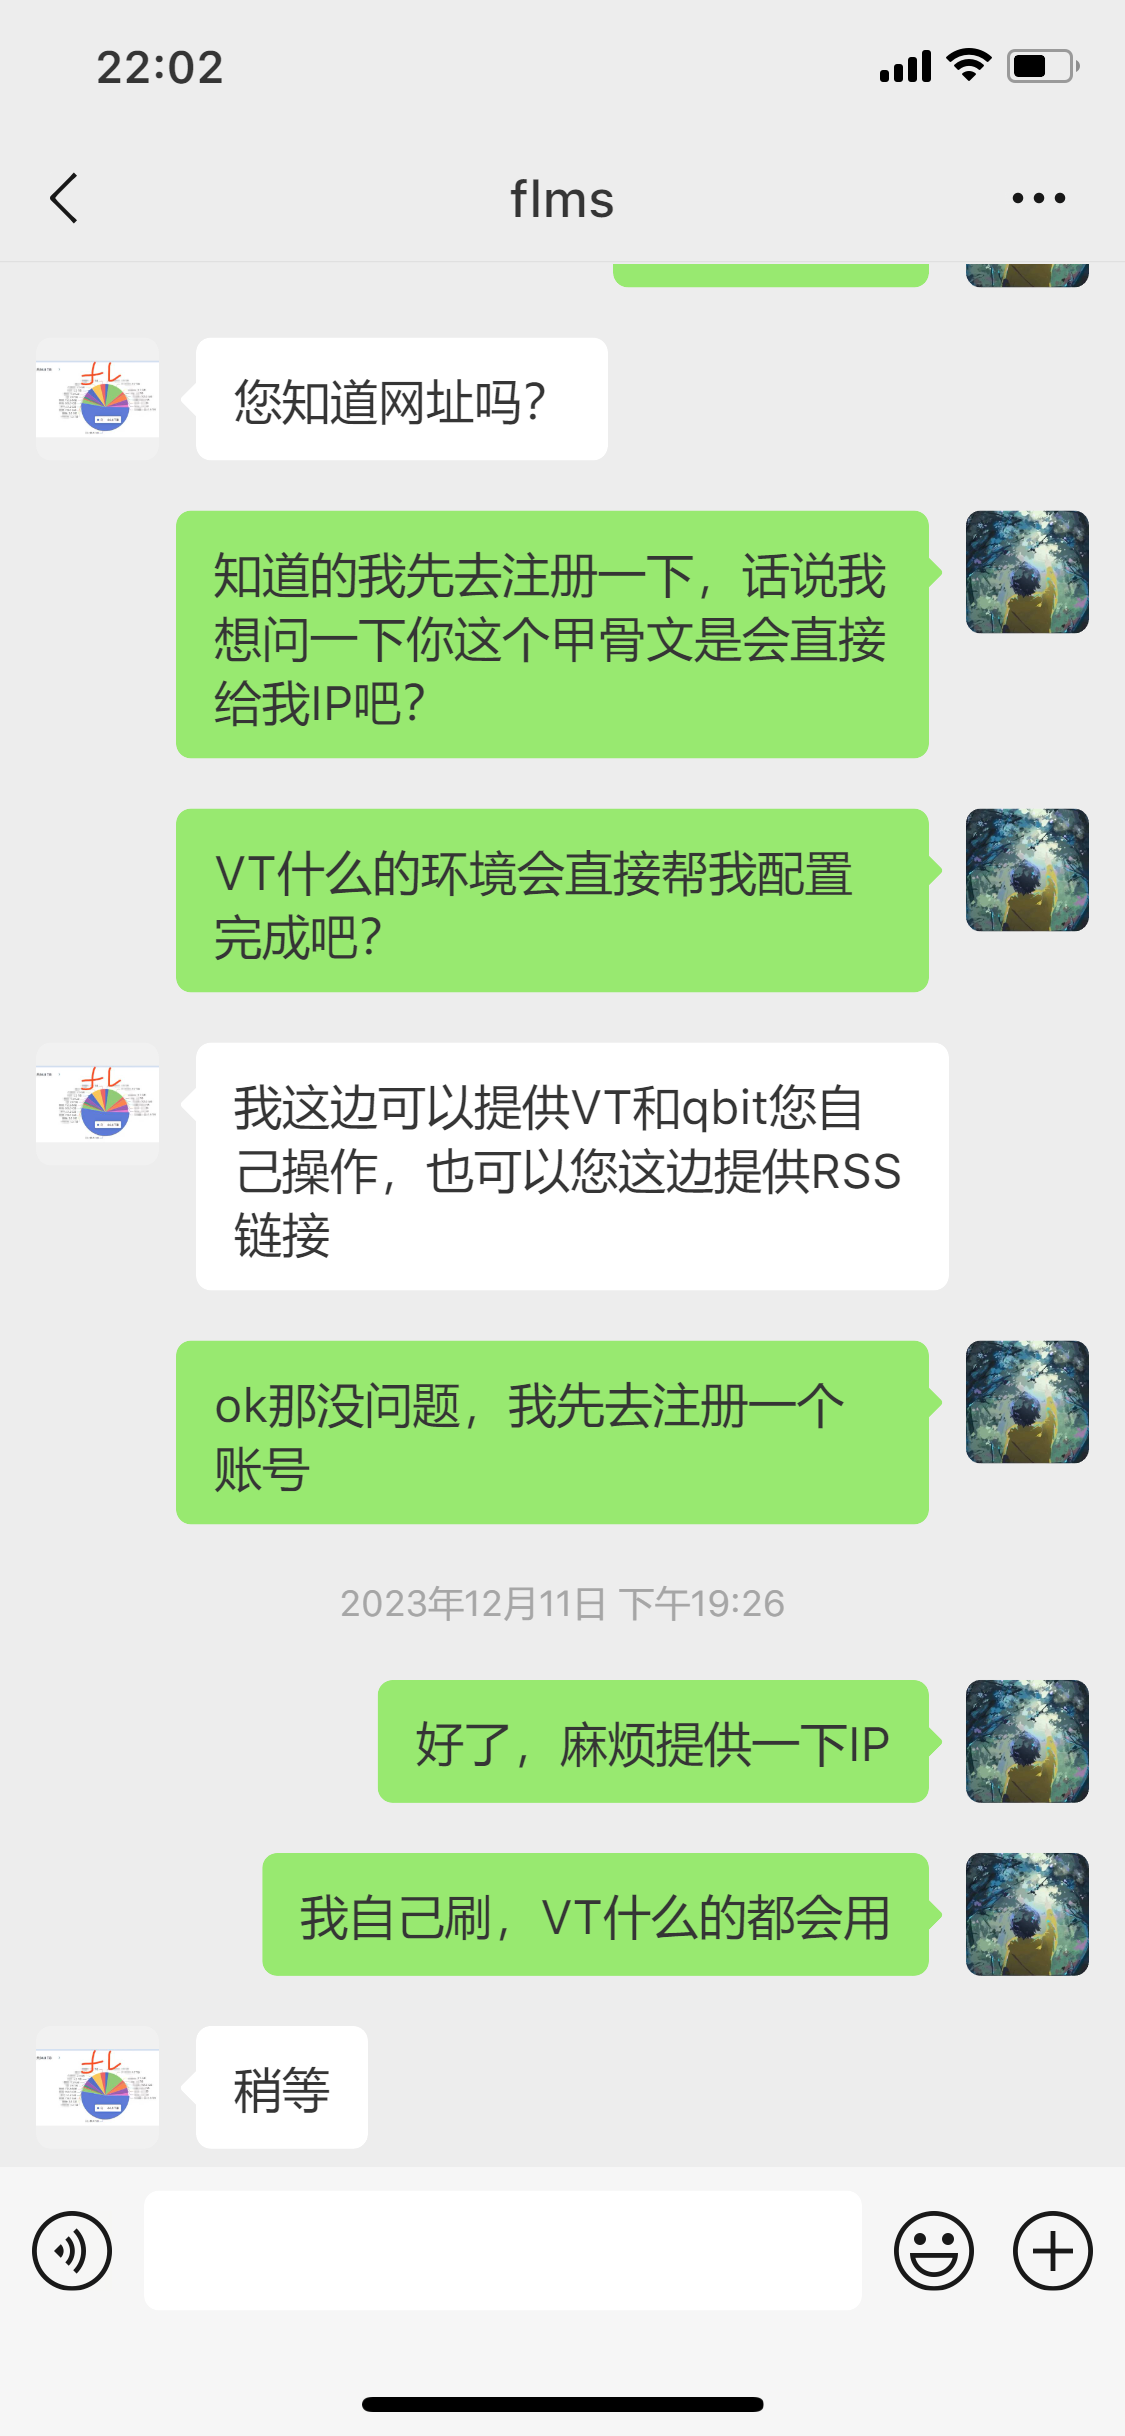 22:02
flms
您知道网址吗？
知道的我先去注册一下，话说我
想问一下你这个甲骨文是会直接
给我IP吧？
VT什么的环境会直接帮我配置
完成吧？
我这边可以提供VT和qbit您自
己操作，也可以您这边提供RSS
链接
ok那没问题，我先去注册一个
账号
2023年12月11日 下午19:26
好了，麻烦提供一下IP
我自己刷，VT什么的都会用
稍等